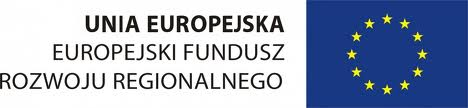 UNIA EUROPEJSKA
EUROPEJSKI FUNDUSZ
ROZWOJU REGIONALNEGO